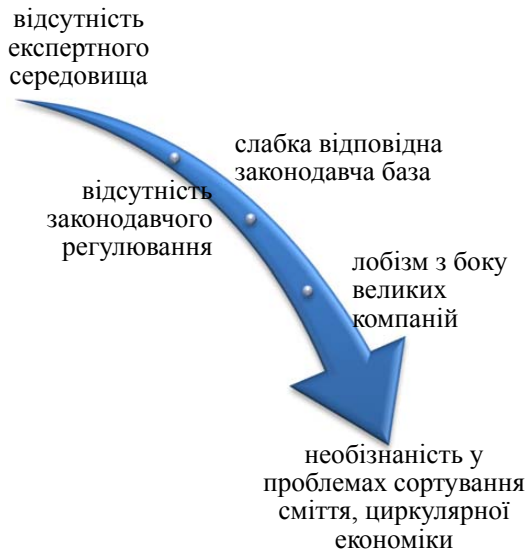 відсутність
експертного
середовища
слабка відповідна
законодавча база
відсутність
законодавчого
регулювання
лобізм з боку
великих
компаній
необізнаність у
проблемах сортування
сміття, циркулярної
економіки